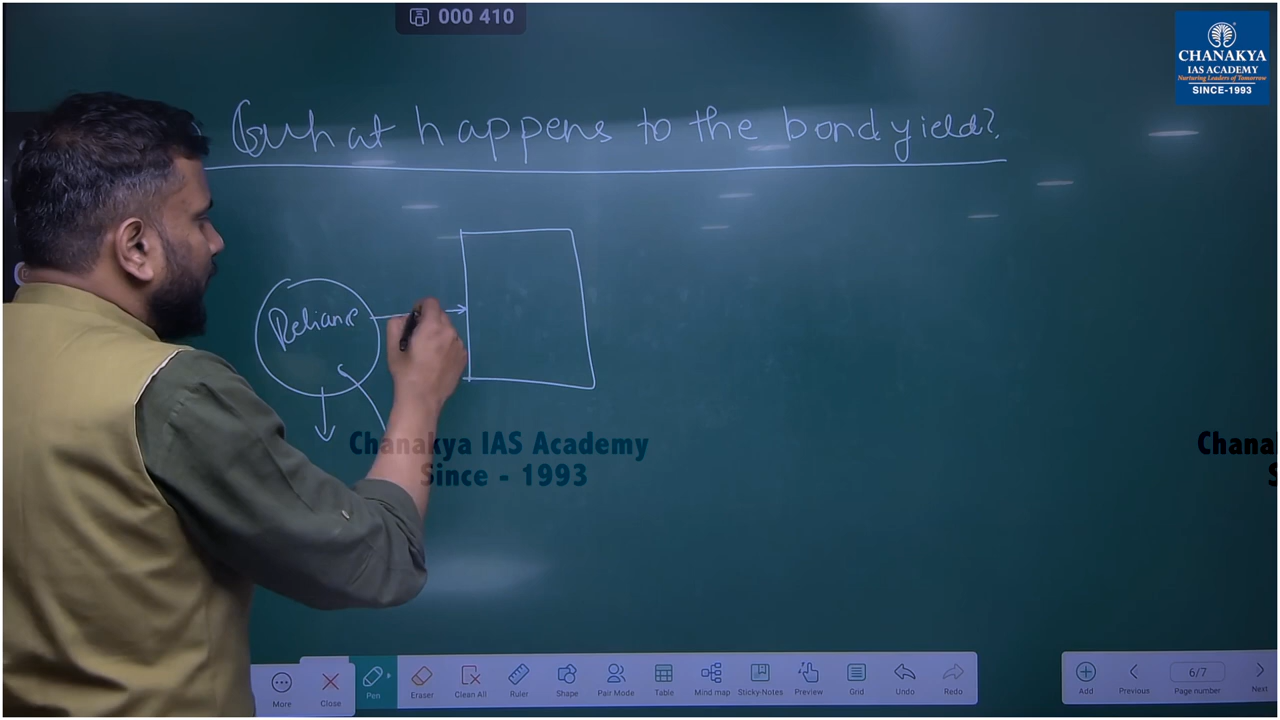 000 410
CHANAKYA
IAS ACADEMY
Nurturing Leaders of Tomorrow
SINCE-1993
What happens to the bond yield?
Reliance
Chanakya IAS Academy
Since - 1993
Chana
S
More
Close
Pen
Eraser
Clean All
Ruler
Shape
Pair Mode
Table
Mind map
Sticky-Notes
Preview
Grid
Undo
Redo
Add
Previous
6/7
Page number
Next